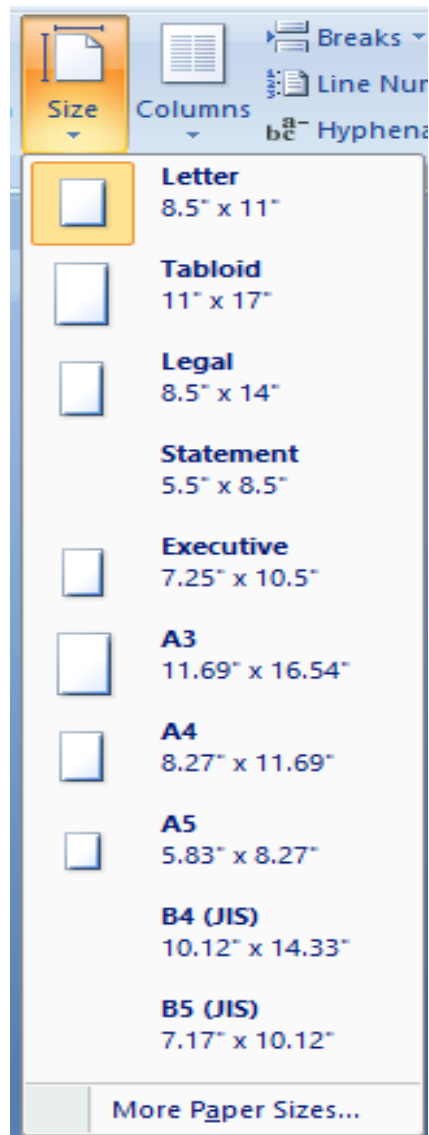 Size
Columns
Breaks
Line Nur
Hyphena
Letter
8.5" x 11"
Tabloid
11" x 17"
Legal
8.5" x 14"
Statement
5.5" x 8.5"
Executive
7.25" x 10.5"
A3
11.69" x 16.54"
A4
8.27" x 11.69"
A5
5.83" x 8.27"
B4 (JIS)
10.12" x 14.33"
B5 (JIS)
7.17" x 10.12"
More Paper Sizes...